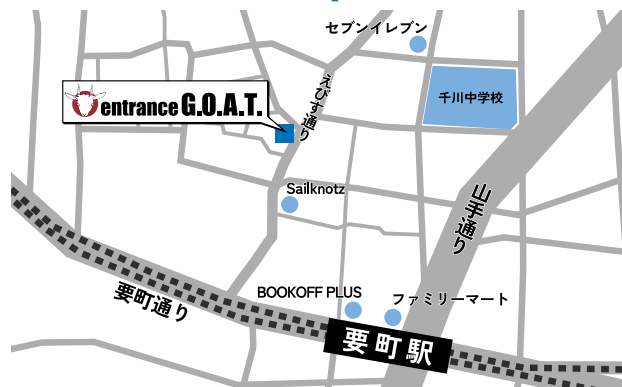 セブンイレブン
えびす通り
千川中学校
entrance G.O.A.T.
Sailknotz
山手通り
要町通り
BOOKOFF PLUS
ファミリーマート
要町駅